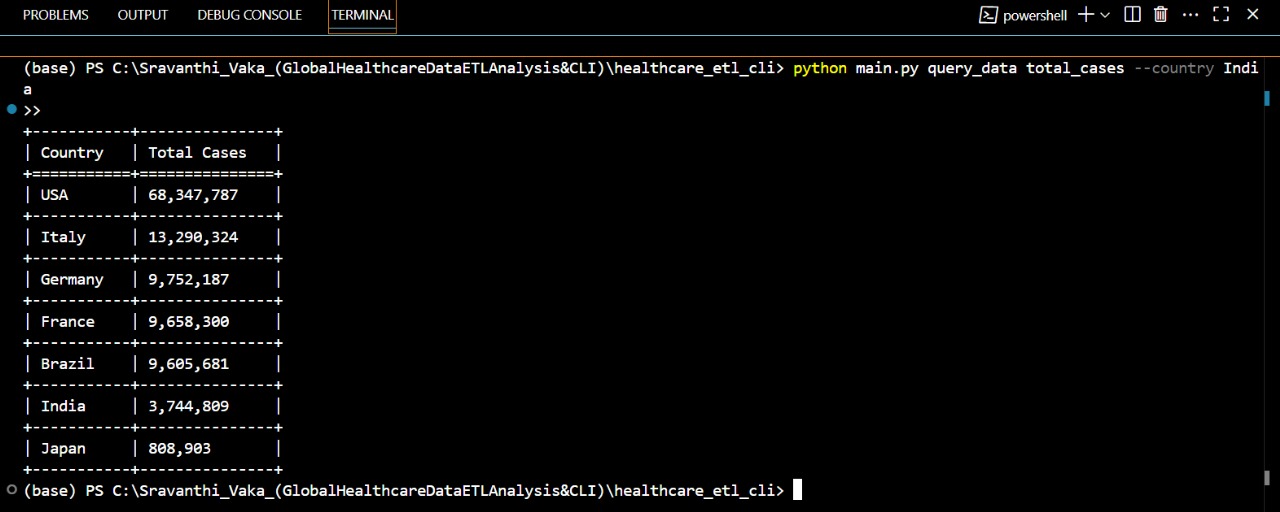 PROBLEMS OUTPUT DEBUG CONSOLE TERMINAL powershell
(base) PS C:\Sravanthi_Vaka_(GlobalHealthcareDataETLAnalysis&CLI)\healthcare_etl_cli> python main.py query_data total_cases --country Indi
a
>>
+-----------+---------------+
| Country   | Total Cases   |
+===========+===============+
| USA       | 68,347,787    |
+-----------+---------------+
| Italy     | 13,290,324    |
+-----------+---------------+
| Germany   | 9,752,187     |
+-----------+---------------+
| France    | 9,658,300     |
+-----------+---------------+
| Brazil    | 9,605,681     |
+-----------+---------------+
| India     | 3,744,809     |
+-----------+---------------+
| Japan     | 808,903       |
+-----------+---------------+
(base) PS C:\Sravanthi_Vaka_(GlobalHealthcareDataETLAnalysis&CLI)\healthcare_etl_cli>